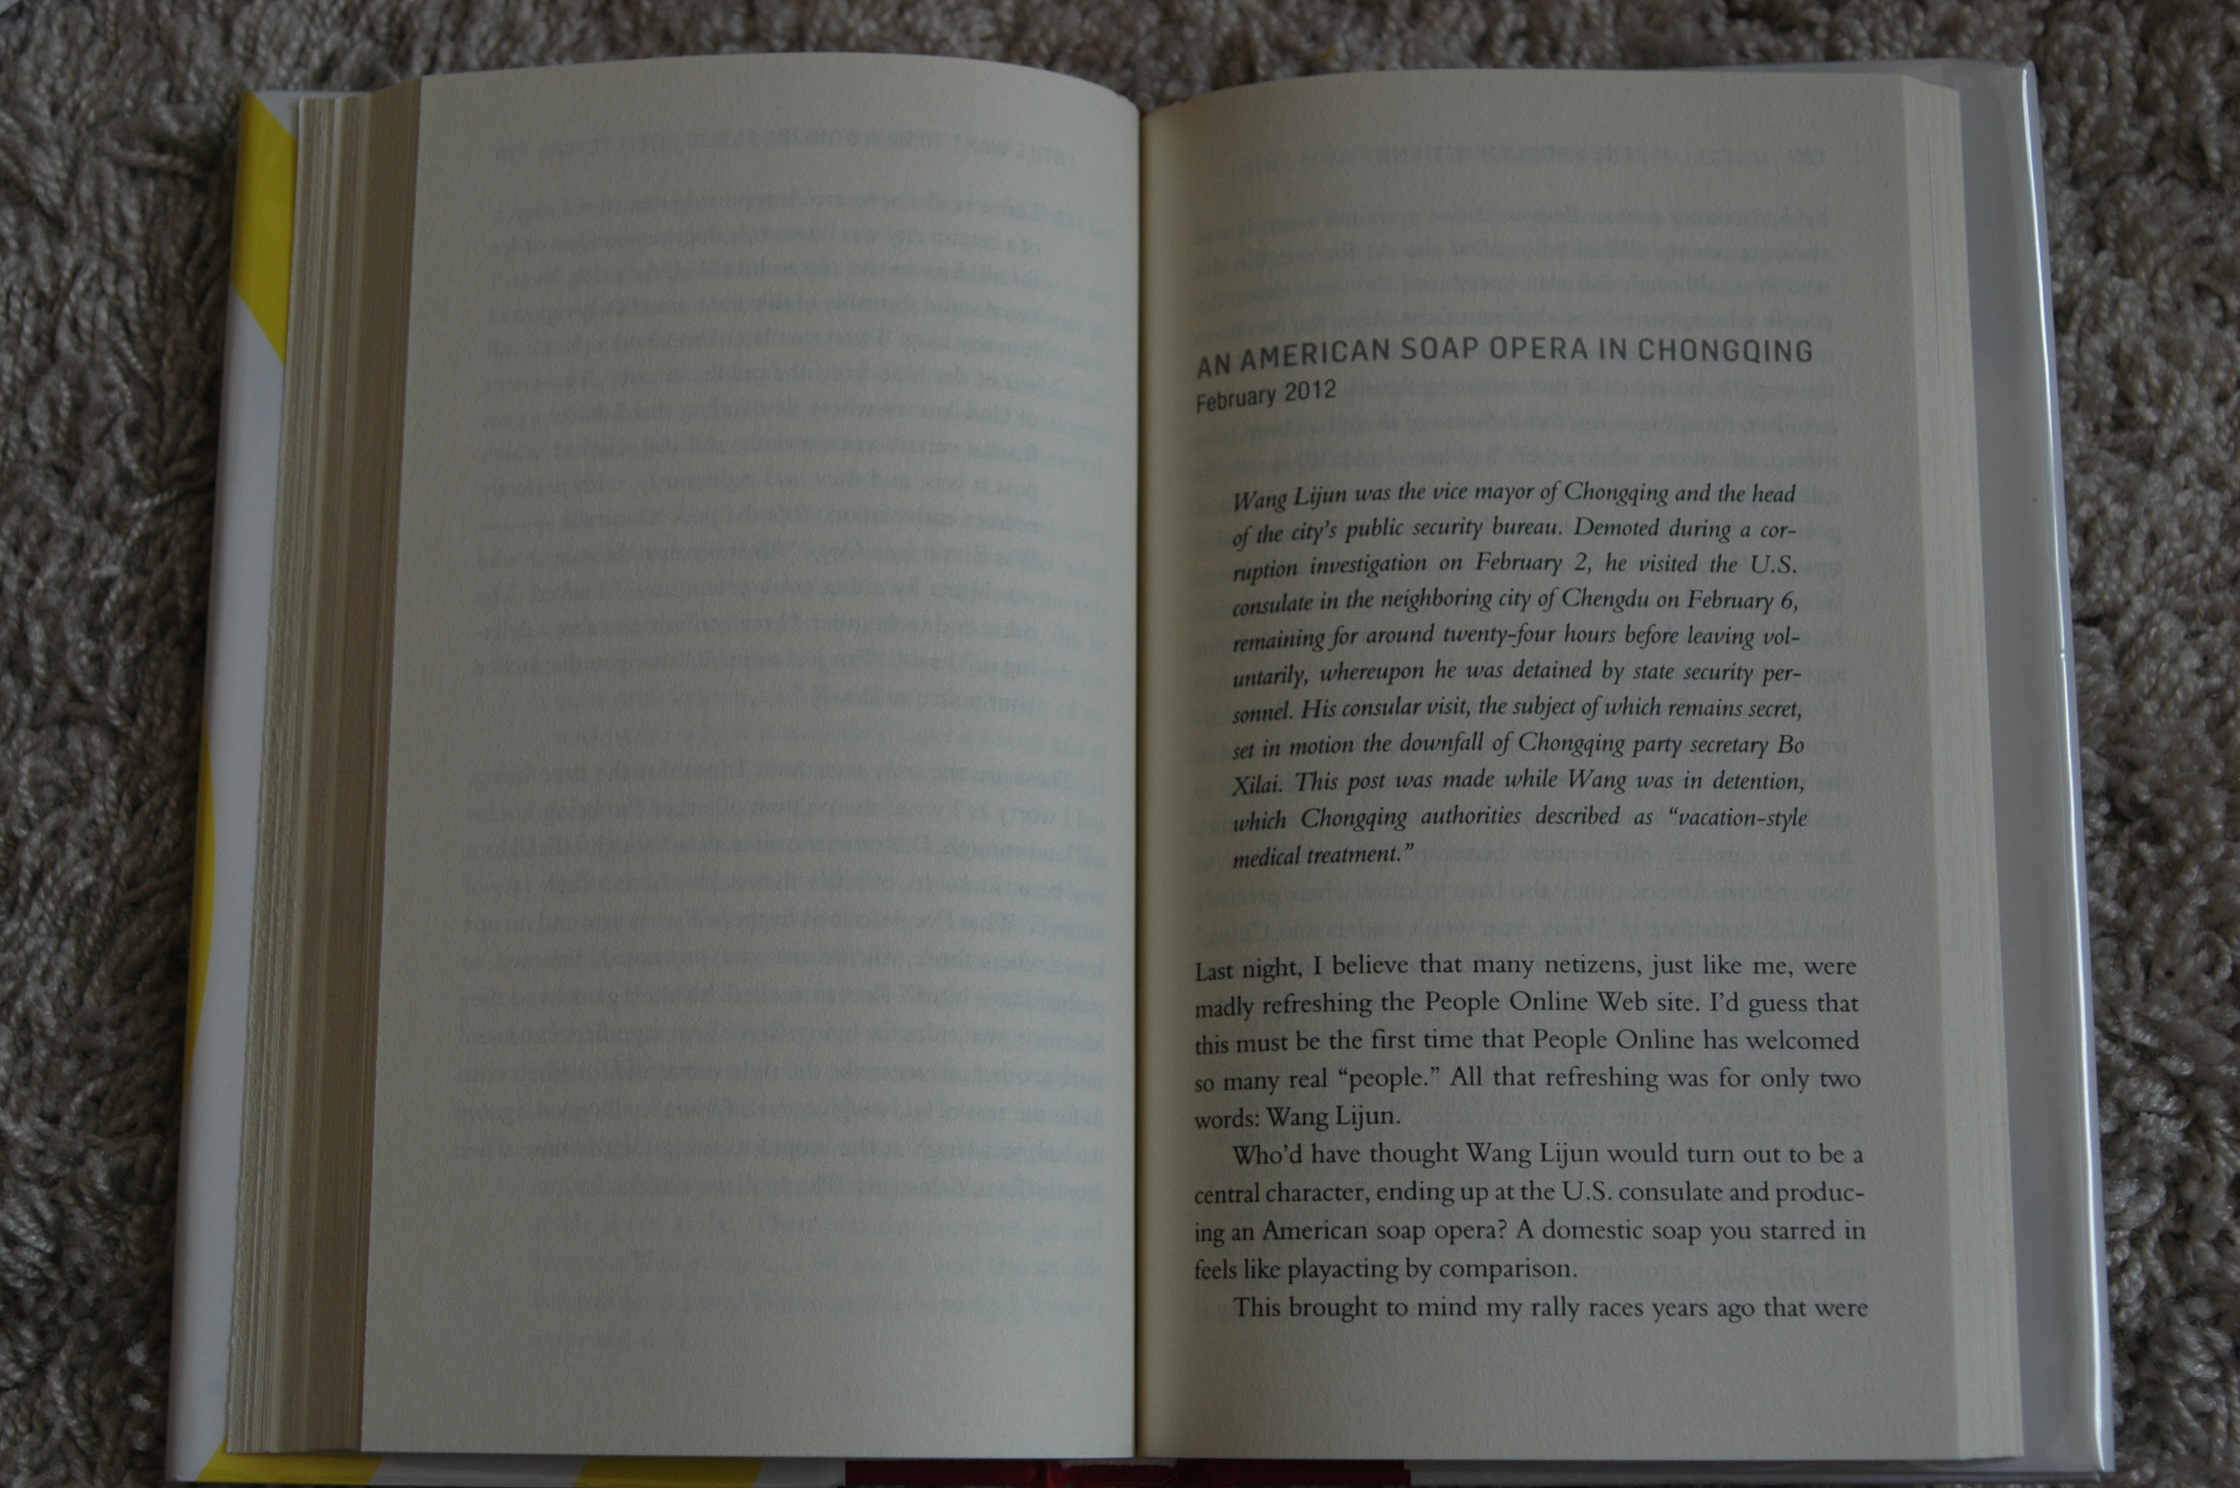 AN AMERICAN SOAP OPERA IN CHONGQING
February 2012
Wang Lijun was the vice mayor of Chongqing and the head
of the city's public security bureau. Demoted during a cor-
ruption investigation on February 2, he visited the U.S.
consulate in the neighboring city of Chengdu on February 6,
remaining for around twenty-four hours before leaving vol-
untarily, whereupon he was detained by state security per-
sonnel. His consular visit, the subject of which remains secret,
set in motion the downfall of Chongqing party secretary Bo
Xilai. This post was made while Wang was in detention,
which Chongqing authorities described as “vacation-style
medical treatment.”
Last night, I believe that many netizens, just like me, were
madly refreshing the People Online Web site. I'd guess that
this must be the first time that People Online has welcomed
so many real “people.” All that refreshing was for only two
words: Wang Lijun.
Who'd have thought Wang Lijun would turn out to be a
central character, ending up at the U.S. consulate and produc-
ing an American soap opera? A domestic soap you starred in
feels like playacting by comparison.
This brought to mind my rally races years ago that were